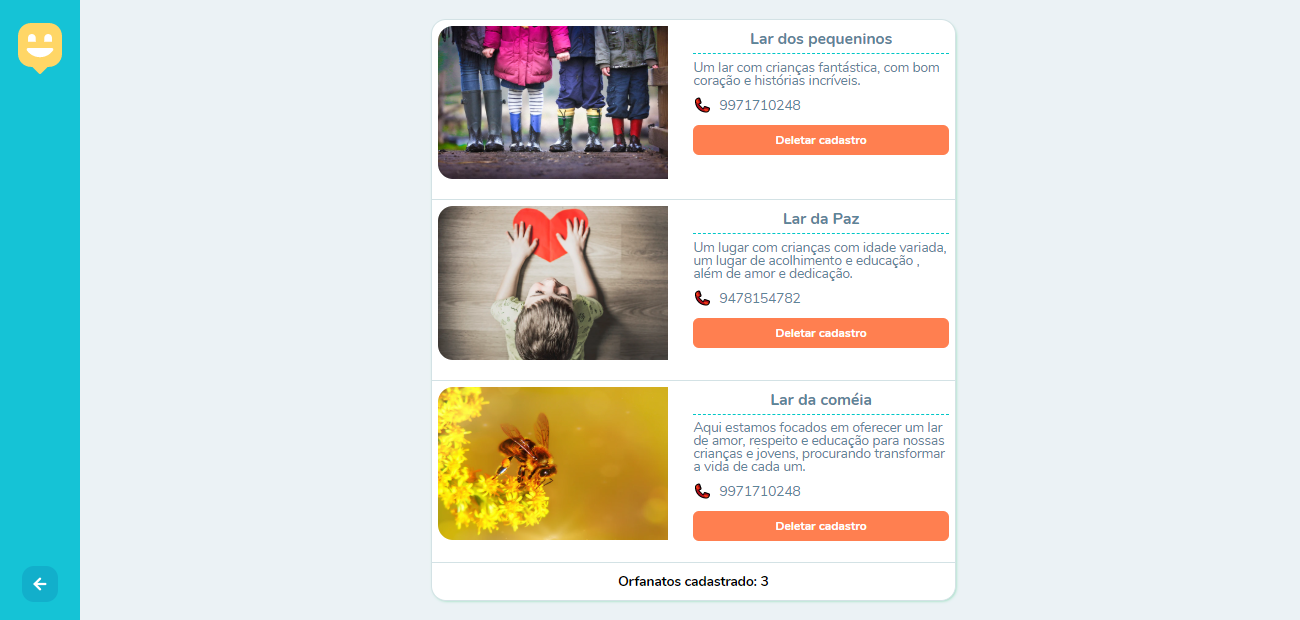 Lar dos pequeninos
Um lar com crianças fantástica, com bom
coração e histórias incríveis.
9971710248
Deletar cadastro
Lar da Paz
Um lugar com crianças com idade variada,
um lugar de acolhimento e educação ,
além de amor e dedicação.
9478154782
Deletar cadastro
Lar da coméia
Aqui estamos focados em oferecer um lar
de amor, respeito e educação para nossas
crianças e jovens, procurando transformar
a vida de cada um.
9971710248
Deletar cadastro
Orfanatos cadastrado: 3